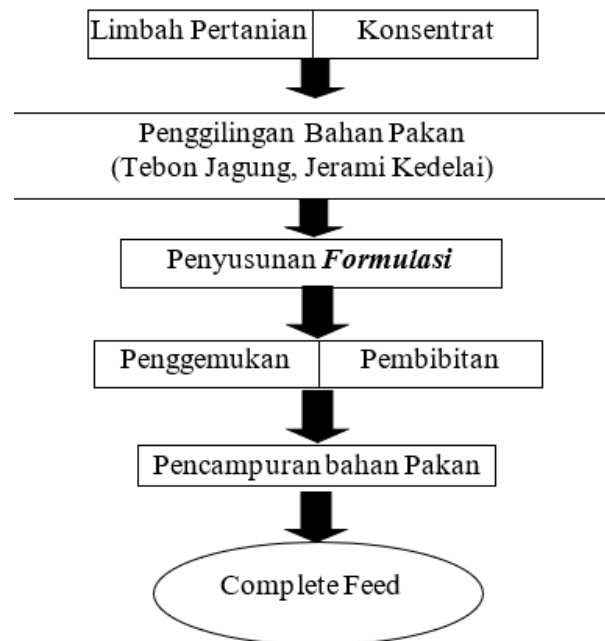 Limbah Pertanian Konsentrat
Penggilingan Bahan Pakan
(Tebon Jagung, Jerami Kedelai)
Penyusunan Formulasi
Penggemukan Pembibitan
Pencampuran bahan Pakan
Complete Feed